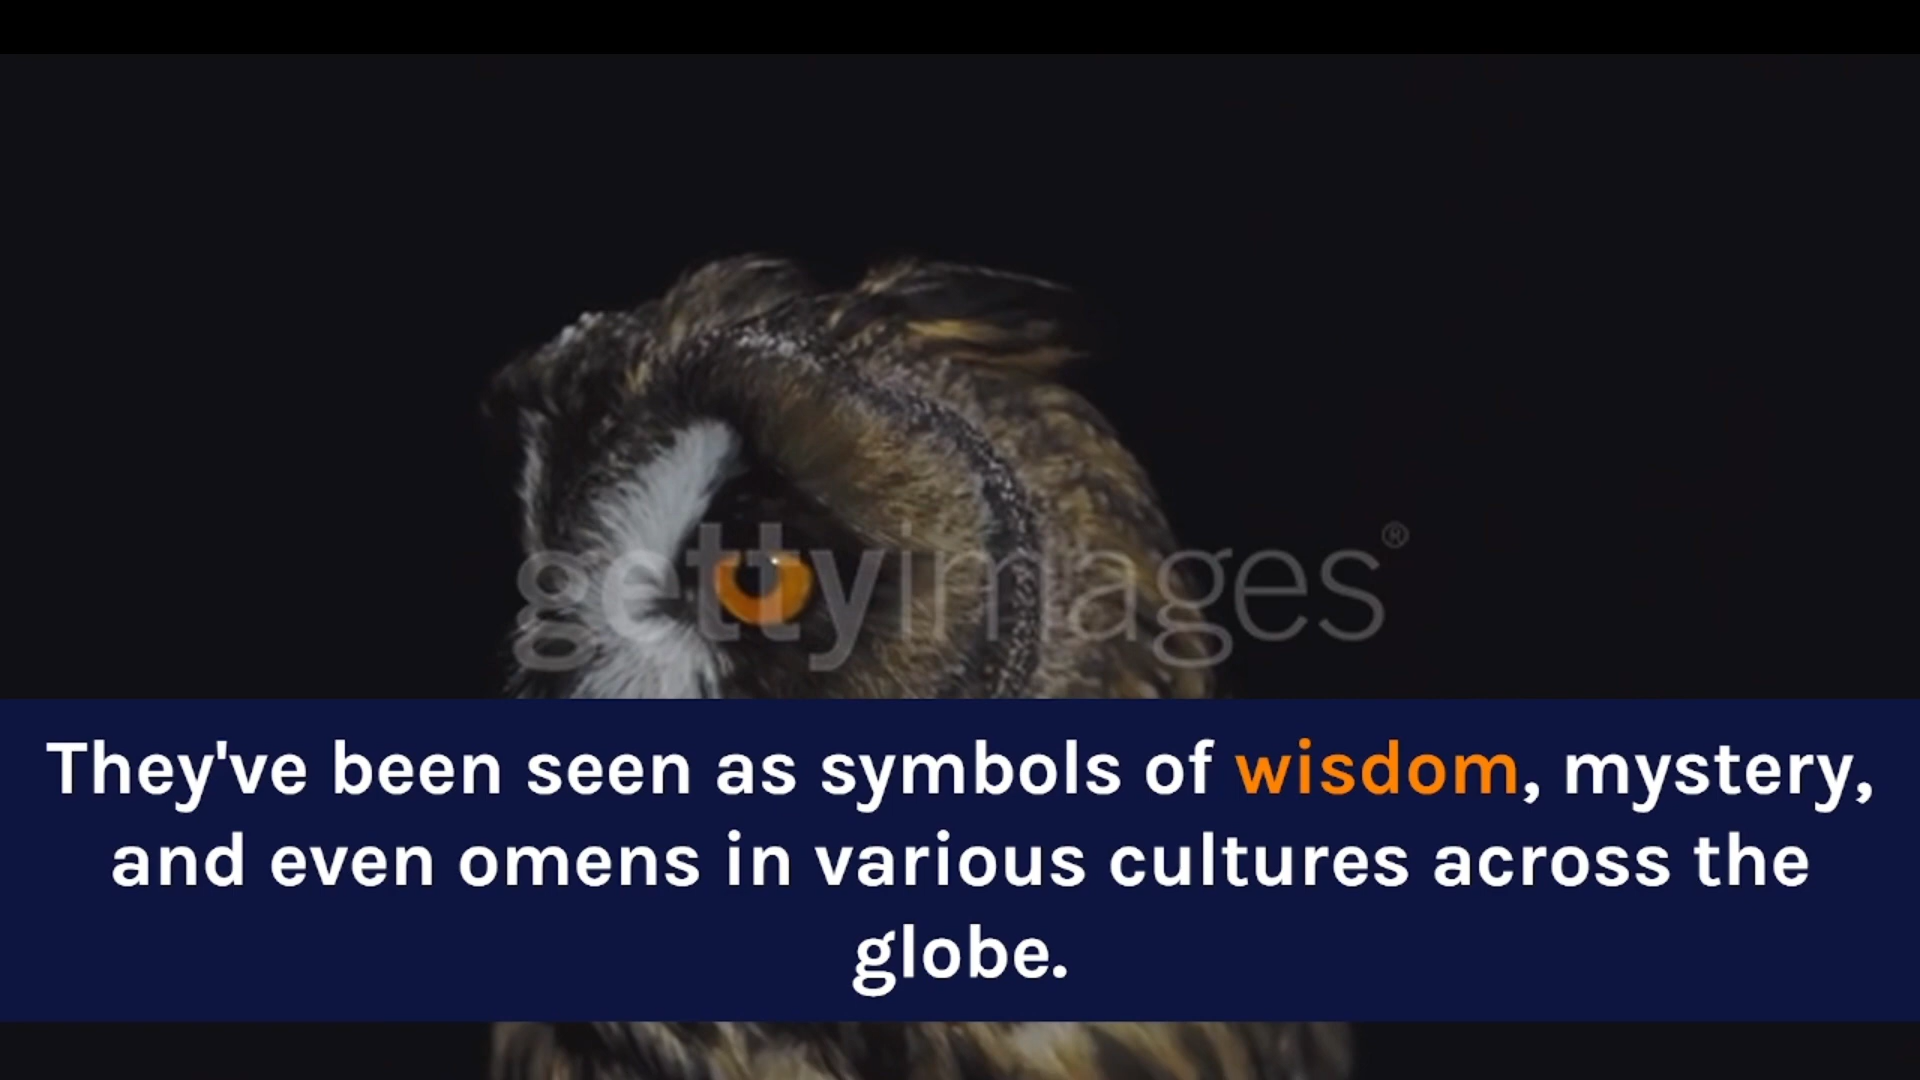 gettyimages®
They've been seen as symbols of wisdom, mystery,
and even omens in various cultures across the
globe.